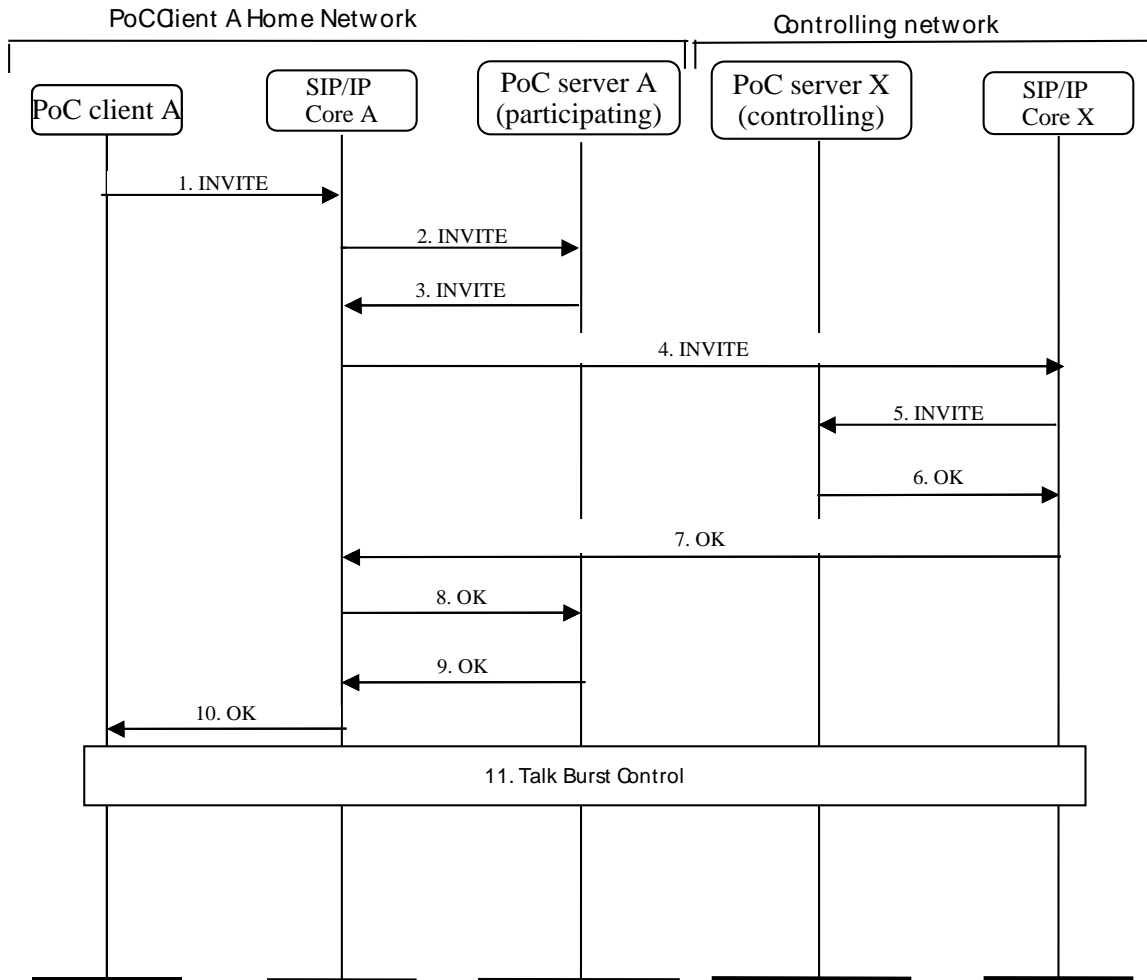 PoCClient A Home Network
Controlling network
PoC client A
SIP/IP
Core A
PoC server A
(participating)
PoC server X
(controlling)
SIP/IP
Core X
1. INVITE
2. INVITE
3. INVITE
4. INVITE
5. INVITE
6. OK
7. OK
8. OK
9. OK
10. OK
11. Talk Burst Control